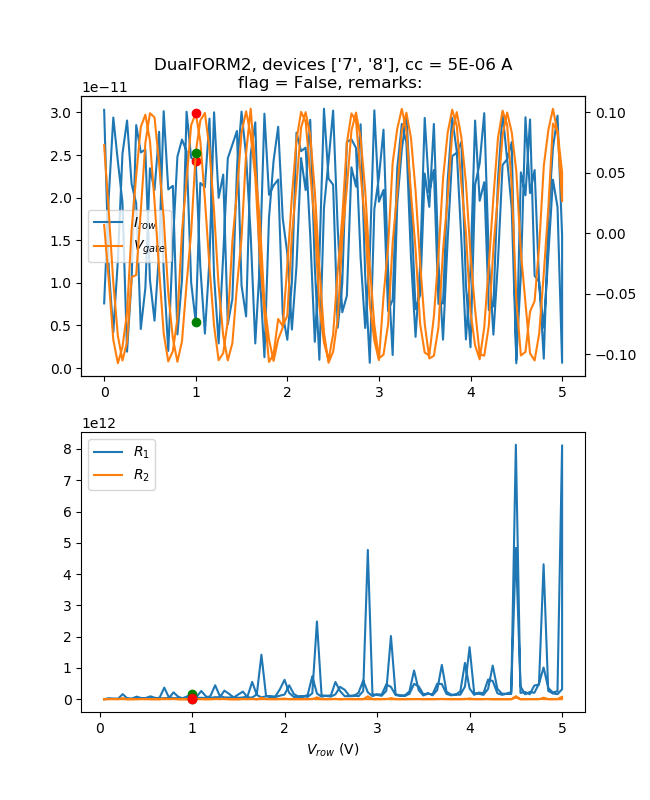 DualFORM2, devices ['7', '8'], cc = 5E-06 A
flag = False, remarks:
1e−11
3.0
2.5
2.0
1.5
1.0
0.5
0.0
0.10
0.05
0.00
−0.05
−0.10
I_row
V_gate
0 1 2 3 4 5
1e12
8
7
6
5
4
3
2
1
0
R_1
R_2
0 1 2 3 4 5
V_row (V)